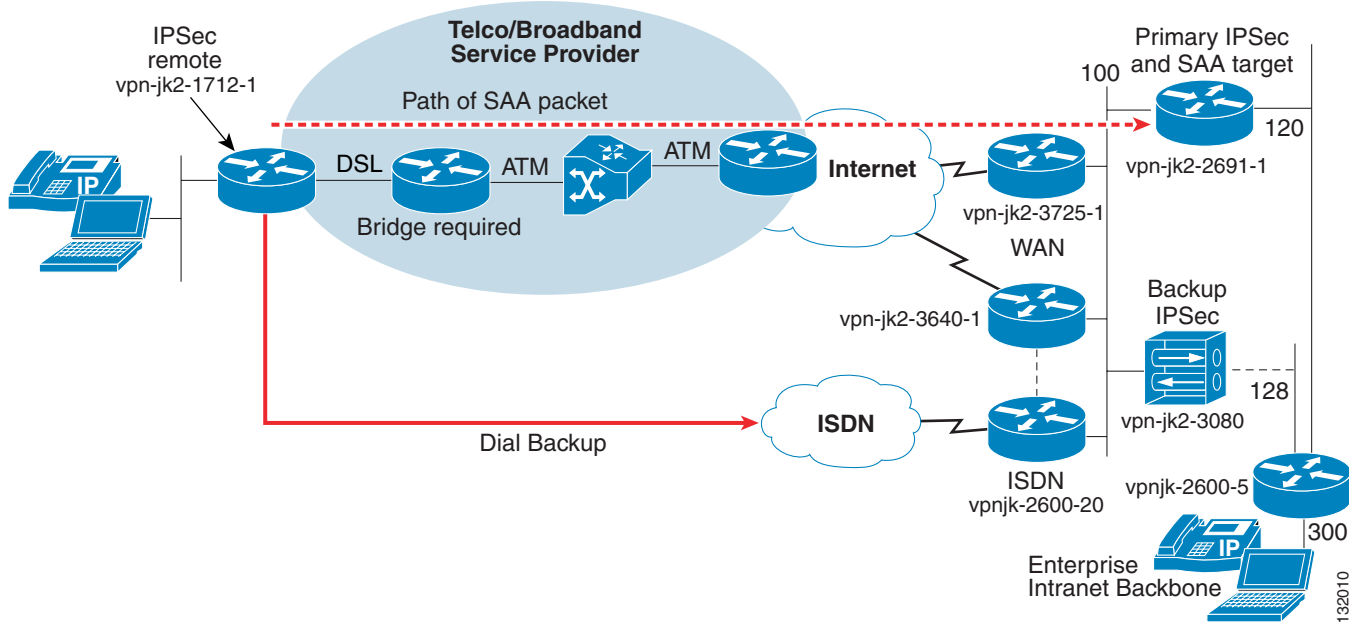 IPSec
remote
vpn-jk2-1712-1
Telco/Broadband
Service Provider
Path of SAA packet
Primary IPSec
and SAA target
100
120
vpn-jk2-2691-1
IP
DSL
ATM
ATM
Internet
Bridge required
vpn-jk2-3725-1
WAN
vpn-jk2-3640-1
Backup
IPSec
128
vpn-jk2-3080
ISDN
Dial Backup
ISDN
vpnjk-2600-20
vpnjk-2600-5
300
IP
Enterprise
Intranet Backbone
132010